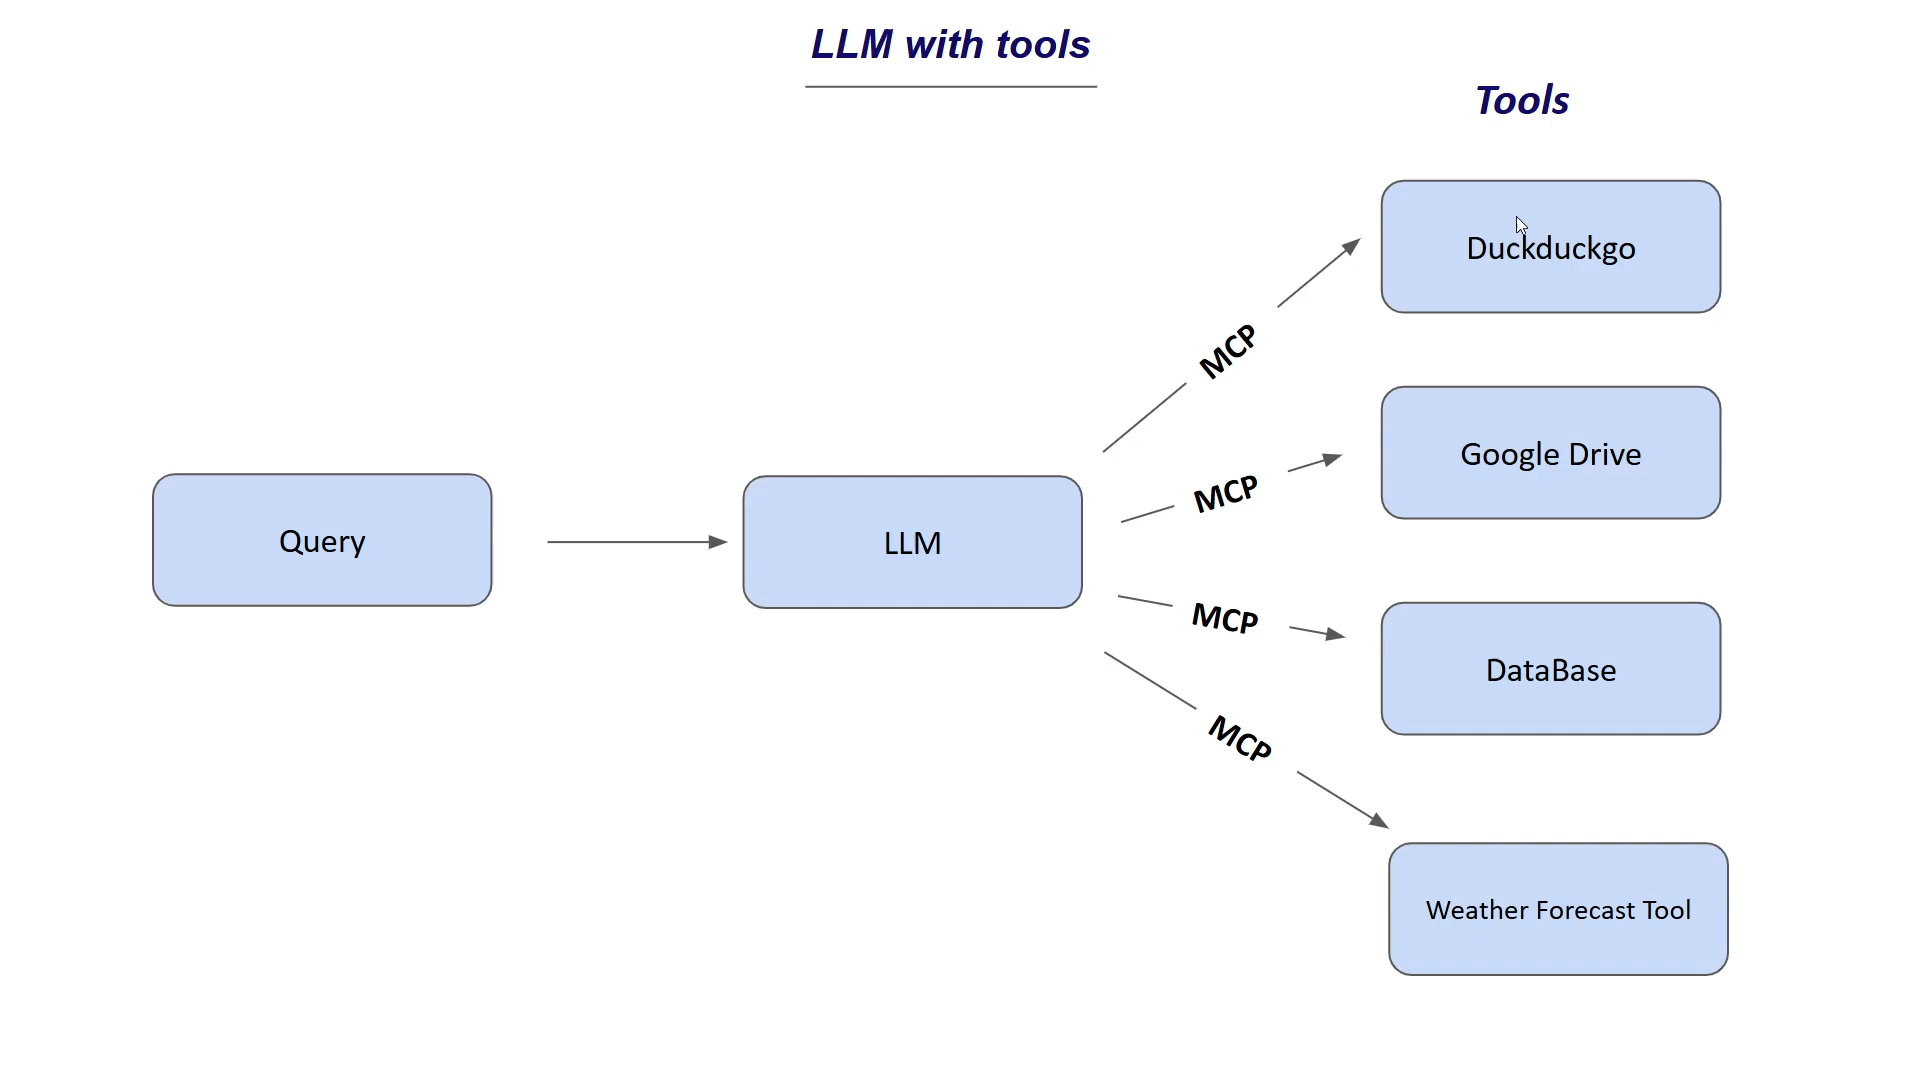 LLM with tools
Tools
Duckduckgo
MCP
Google Drive
MCP
Query
LLM
MCP
DataBase
MCP
Weather Forecast Tool